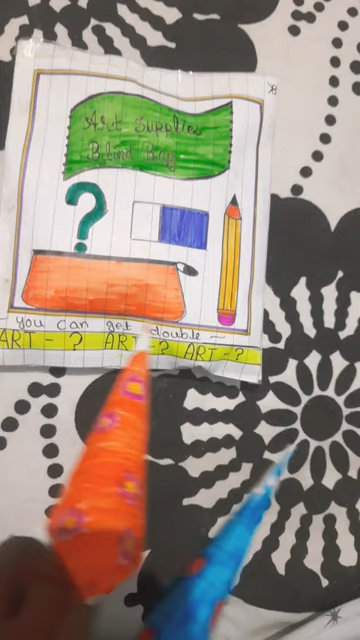 Art Supplies
Blind Bag
?
you can get double ~
ART - ? ART - ? ART - ?